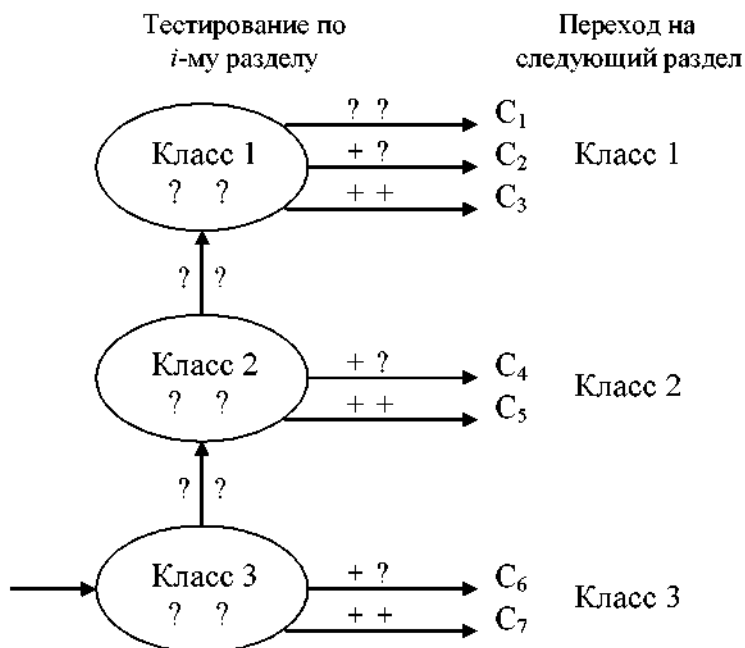 Тестирование по
i-му разделу
Переход на
следующий раздел
? ?
C1
+ ?
C2
Класс 1
Класс 1
? ?
+ +
C3
? ?
Класс 2
? ?
+ ?
C4
+ +
C5
Класс 2
? ?
Класс 3
? ?
+ ?
C6
+ +
C7
Класс 3